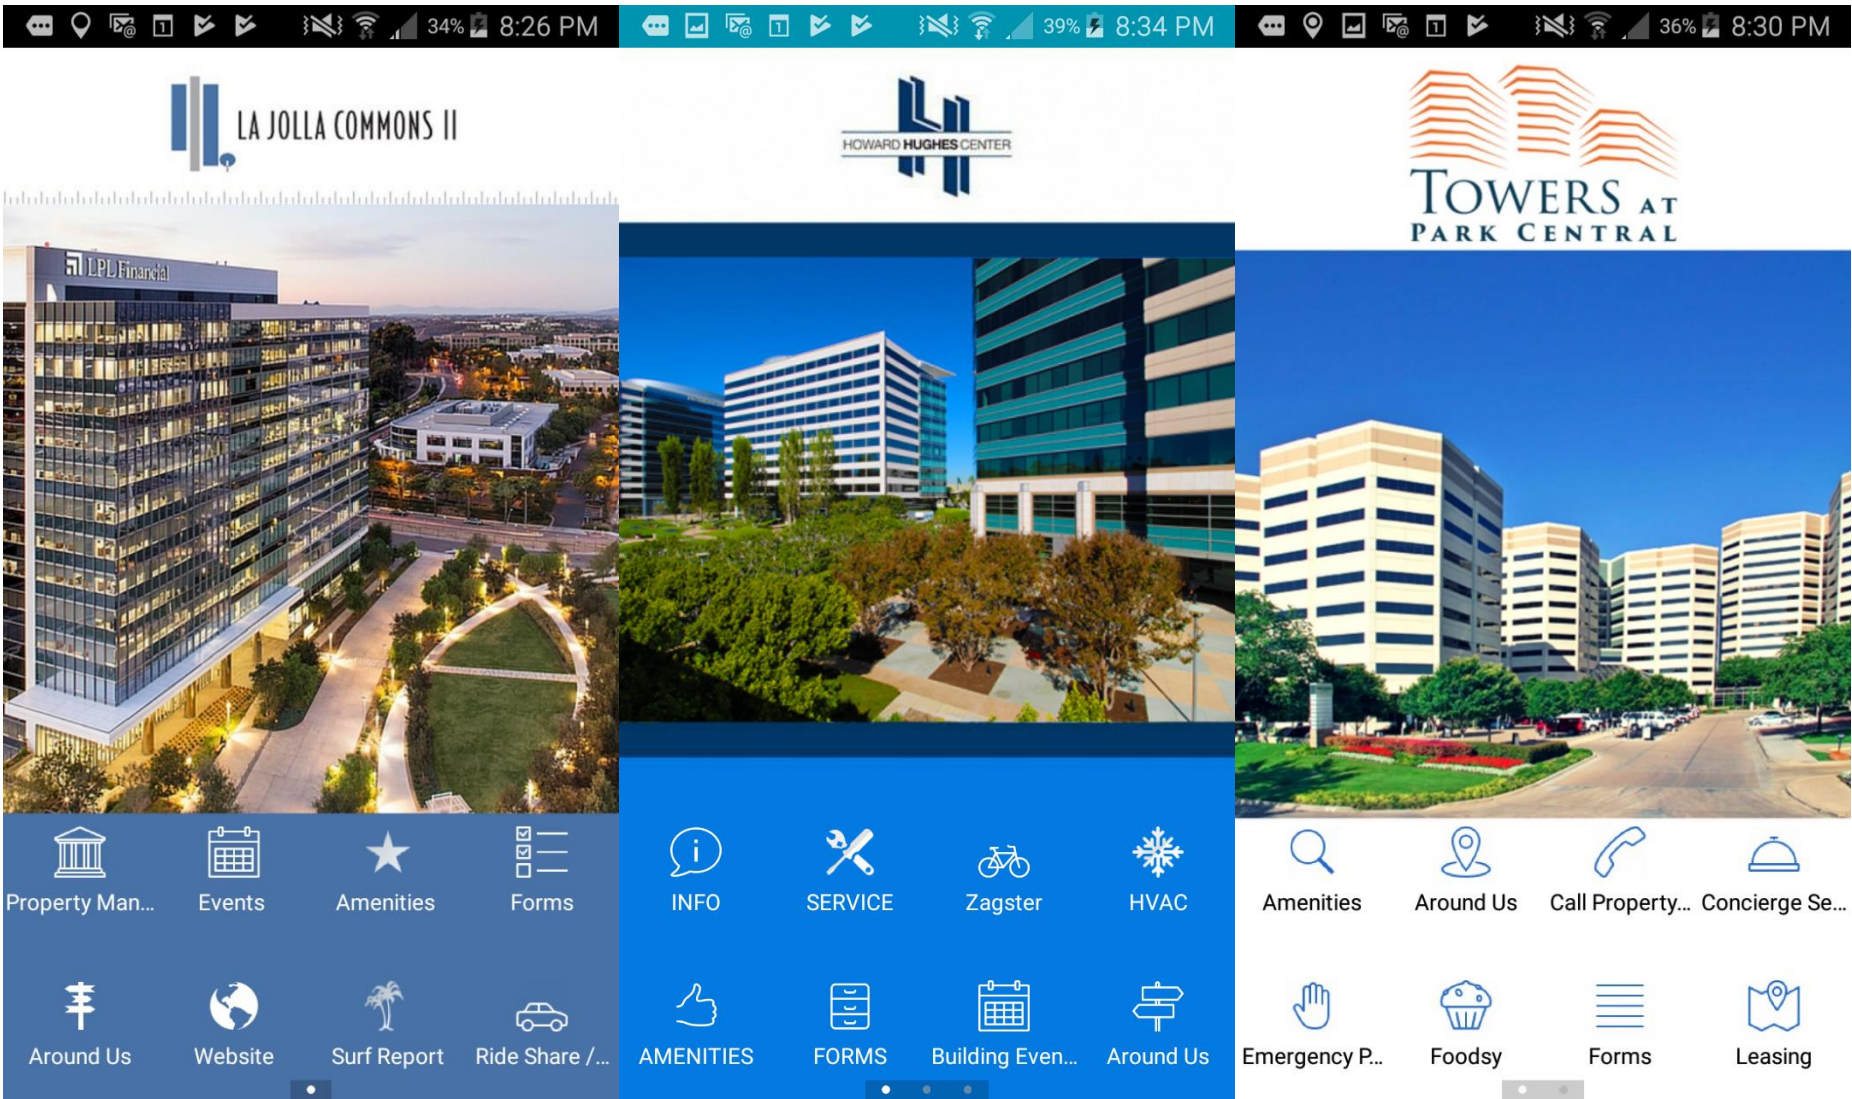 34% 8:26 PM
LA JOLLA COMMONS II
LPL Financial
Property Man...
Events
Amenities
Forms
Around Us
Website
Surf Report
Ride Share /...
1
39% 8:34 PM
HOWARD HUGHES CENTER
INFO
SERVICE
Zagster
HVAC
AMENITIES
FORMS
Building Even...
Around Us
1
36% 8:30 PM
TOWERS AT
PARK CENTRAL
Amenities
Around Us
Call Property...
Concierge Se...
Emergency P...
Foodsy
Forms
Leasing
1